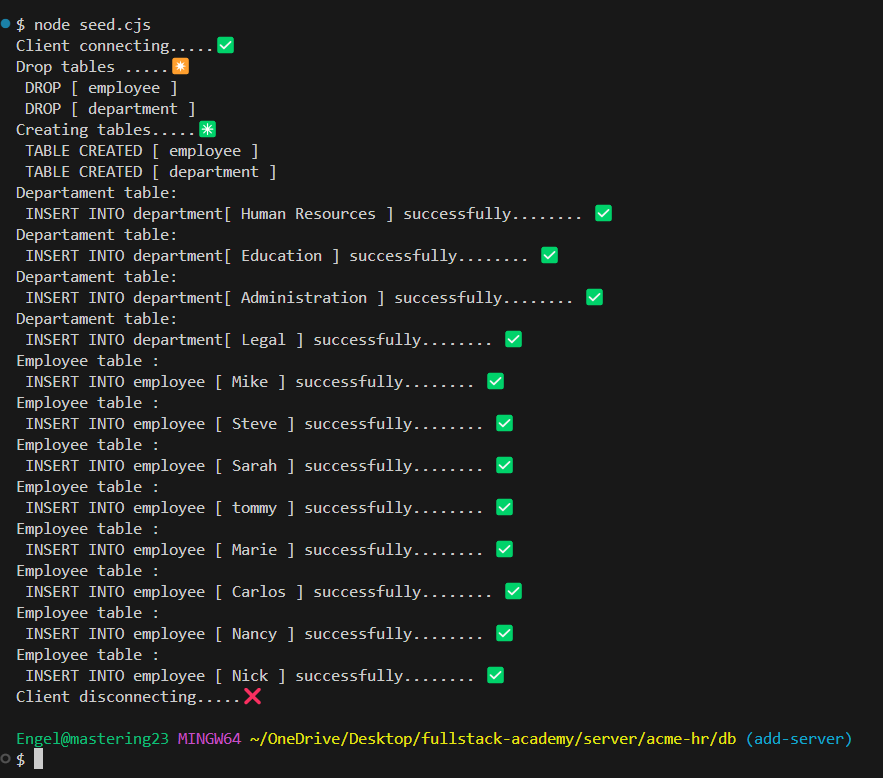 $ node seed.cjs
Client connecting.....✅
Drop tables .....✴️
 DROP [ employee ]
 DROP [ department ]
Creating tables.....✳️
 TABLE CREATED [ employee ]
 TABLE CREATED [ department ]
Departament table:
 INSERT INTO department[ Human Resources ] successfully........ ✅
Departament table:
 INSERT INTO department[ Education ] successfully........ ✅
Departament table:
 INSERT INTO department[ Administration ] successfully........ ✅
Departament table:
 INSERT INTO department[ Legal ] successfully........ ✅
Employee table :
 INSERT INTO employee [ Mike ] successfully........ ✅
Employee table :
 INSERT INTO employee [ Steve ] successfully........ ✅
Employee table :
 INSERT INTO employee [ Sarah ] successfully........ ✅
Employee table :
 INSERT INTO employee [ tommy ] successfully........ ✅
Employee table :
 INSERT INTO employee [ Marie ] successfully........ ✅
Employee table :
 INSERT INTO employee [ Carlos ] successfully........ ✅
Employee table :
 INSERT INTO employee [ Nancy ] successfully........ ✅
Employee table :
 INSERT INTO employee [ Nick ] successfully........ ✅
Client disconnecting.....❌
Engel@mastering23 MINGW64 ~/OneDrive/Desktop/fullstack-academy/server/acme-hr/db (add-server)
$